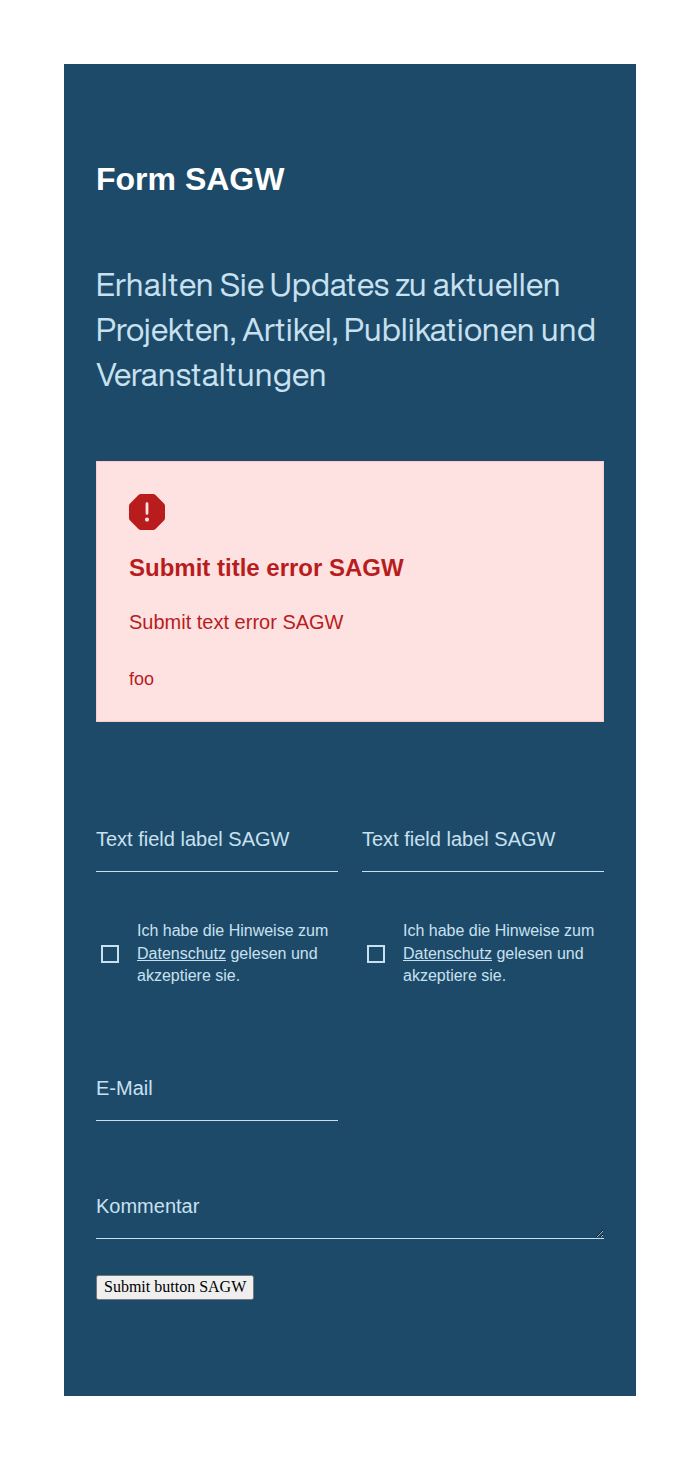 Form SAGW
Erhalten Sie Updates zu aktuellen
Projekten, Artikel, Publikationen und
Veranstaltungen
Submit title error SAGW
Submit text error SAGW
foo
Text field label SAGW
Text field label SAGW
Ich habe die Hinweise zum
Datenschutz gelesen und
akzeptiere sie.
Ich habe die Hinweise zum
Datenschutz gelesen und
akzeptiere sie.
E-Mail
Kommentar
Submit button SAGW